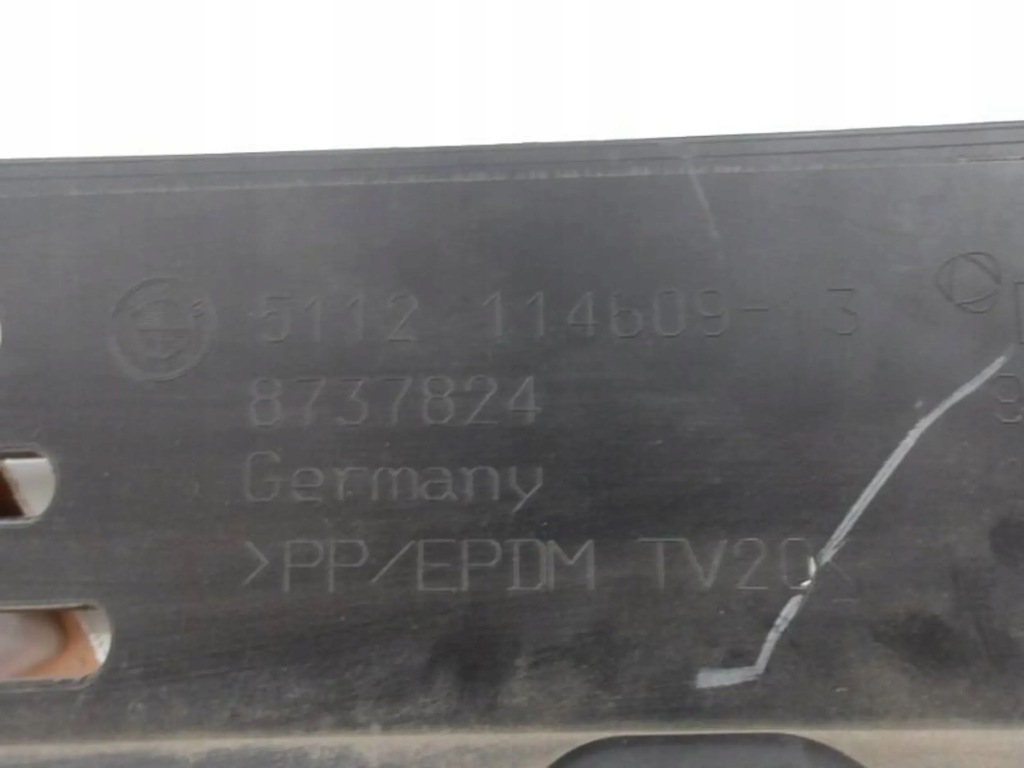 5112 114609- 13
8737824
Germany
>PP/EPDM TV20<